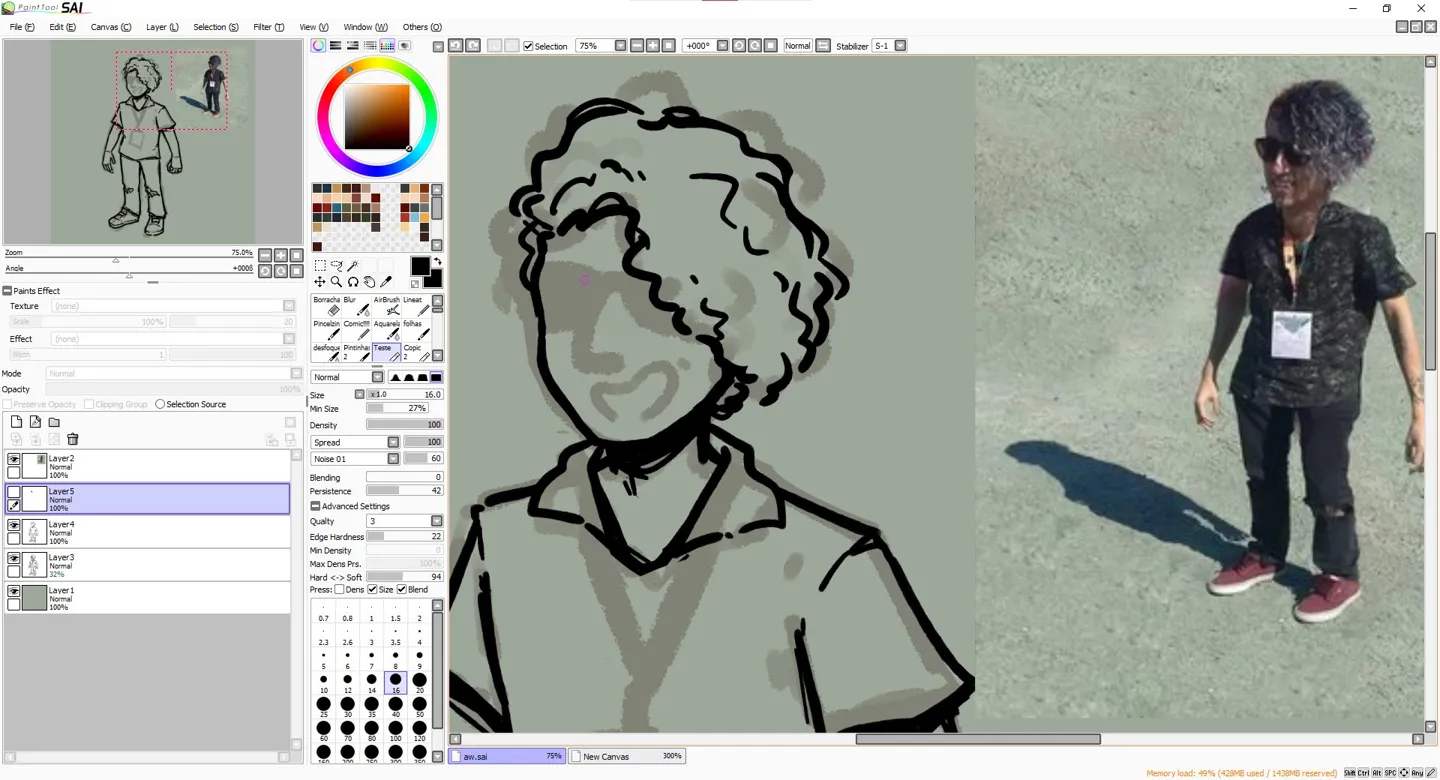 PaintTool SAI
File (F) Edit (E) Canvas (C) Layer (L) Selection (S) Filter (T) View (V) Window (W) Others (O)
Selection 75% +000° Normal Stabilizer S-1
Zoom 75.0%
Angle +000θ
Paints Effect
Texture (none)
Scale 100% 20
Effect (none)
Width 1 100
Mode Normal
Opacity 100%
Preserve Opacity Clipping Group Selection Source
Layer2
Normal
100%
Layer5
Normal
100%
Layer4
Normal
100%
Layer3
Normal
32%
Layer1
Normal
100%
Borracha Blur AirBrush Lineat
Pincelzin Comic!!!! Aquarela folhas
desfoque Pintinhas 2 Teste Copic 2
Normal
Size x1.0 16.0
Min Size 27%
Density 100
Spread 100
Noise 01 60
Blending 0
Persistence 42
Advanced Settings
Quality 3
Edge Hardness 22
Min Density 0
Max Dens Prs. 100%
Hard <-> Soft 94
Press: Dens Size Blend
0.7 0.8 1 1.5 2
2.3 2.6 3 3.5 4
5 6 7 8 9
10 12 14 16 20
25 30 35 40 50
60 70 80 100 120
160 200 250 300 350
aw.sai 75% New Canvas 300%
Memory load: 49% (428MB used / 1438MB reserved) Shift Ctrl Alt SPC Any